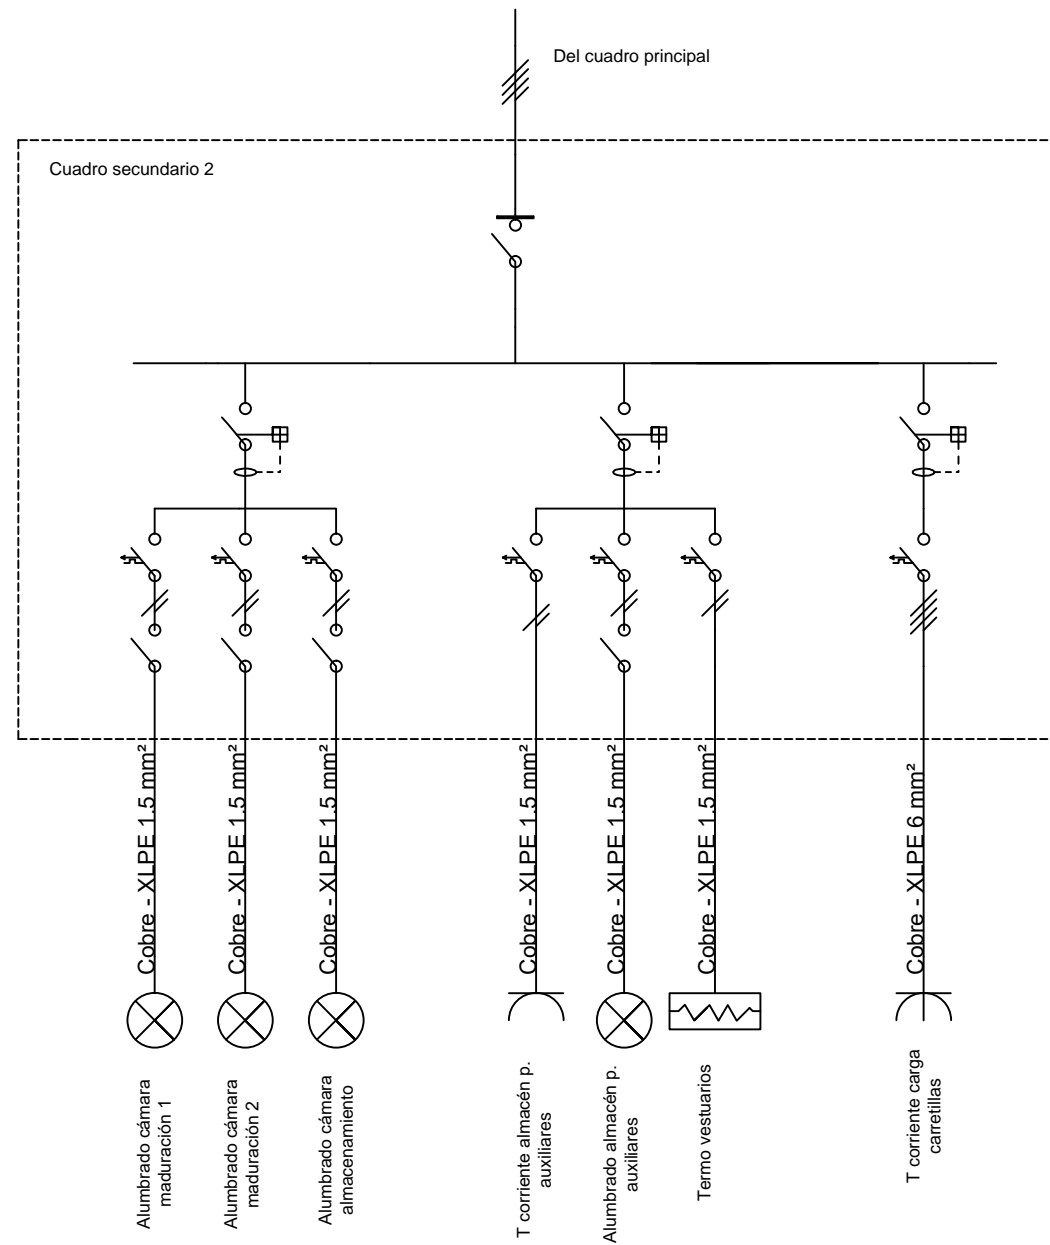 Del cuadro principal
Cuadro secundario 2
Cobre - XLPE 1.5 mm²
Cobre - XLPE 1.5 mm²
Cobre - XLPE 1.5 mm²
Cobre - XLPE 1.5 mm²
Cobre - XLPE 1.5 mm²
Cobre - XLPE 1.5 mm²
Cobre - XLPE 6 mm²
Alumbrado cámara
maduración 1
Alumbrado cámara
maduración 2
Alumbrado cámara
almacenamiento
T corriente almacén p.
auxiliares
Alumbrado almacén p.
auxiliares
Termo vestuarios
T corriente carga
carretillas